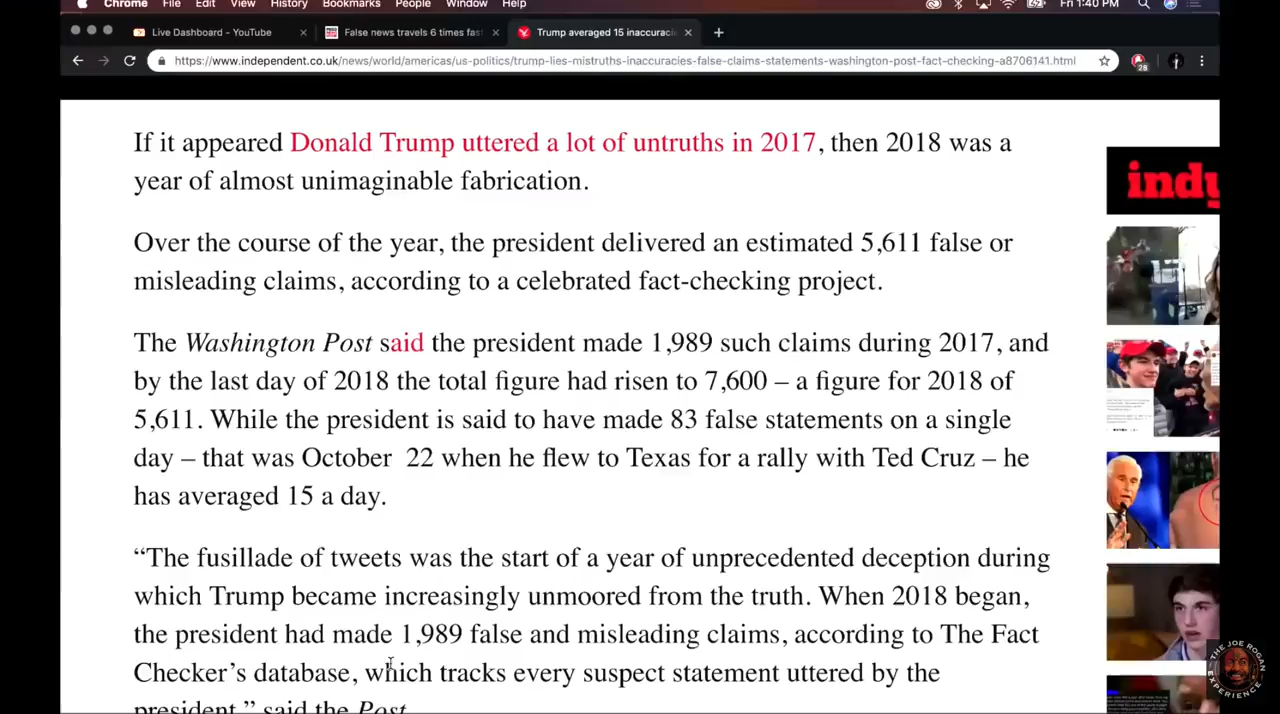 Chrome File Edit View History Bookmarks People Window Help Fri 1:40 PM
Live Dashboard - YouTube × False news travels 6 times fast × Trump averaged 15 inaccuraci × +
https://www.independent.co.uk/news/world/americas/us-politics/trump-lies-mistruths-inaccuracies-false-claims-statements-washington-post-fact-checking-a8706141.html
28
If it appeared Donald Trump uttered a lot of untruths in 2017, then 2018 was a
year of almost unimaginable fabrication.
indy
Over the course of the year, the president delivered an estimated 5,611 false or
misleading claims, according to a celebrated fact-checking project.
The Washington Post said the president made 1,989 such claims during 2017, and
by the last day of 2018 the total figure had risen to 7,600 – a figure for 2018 of
5,611. While the president is said to have made 83 false statements on a single
day – that was October 22 when he flew to Texas for a rally with Ted Cruz – he
has averaged 15 a day.
“The fusillade of tweets was the start of a year of unprecedented deception during
which Trump became increasingly unmoored from the truth. When 2018 began,
the president had made 1,989 false and misleading claims, according to The Fact
Checker’s database, which tracks every suspect statement uttered by the
president,” said the Post.
THE JOE ROGAN
EXPERIENCE